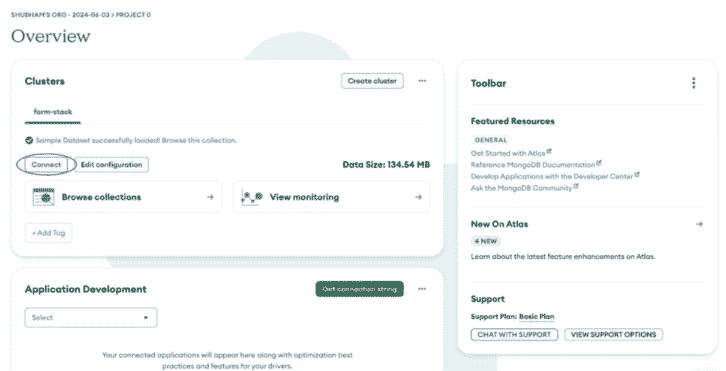 SHUBHAM'S ORG - 2024-06-03 > PROJECT 0
Overview
Clusters
Create cluster
form-stack
Sample Dataset successfully loaded! Browse this collection.
Connect
Edit configuration
Data Size: 134.54 MB
Browse collections
View monitoring
+ Add Tag
Application Development
Get connection string
Select
Your connected applications will appear here along with optimization best
practices and features for your drivers.
Toolbar
Featured Resources
GENERAL
Get Started with Atlas
Reference MongoDB Documentation
Develop Applications with the Developer Center
Ask the MongoDB Community
New On Atlas
4 NEW
Learn about the latest feature enhancements on Atlas.
Support
Support Plan: Basic Plan
CHAT WITH SUPPORT
VIEW SUPPORT OPTIONS